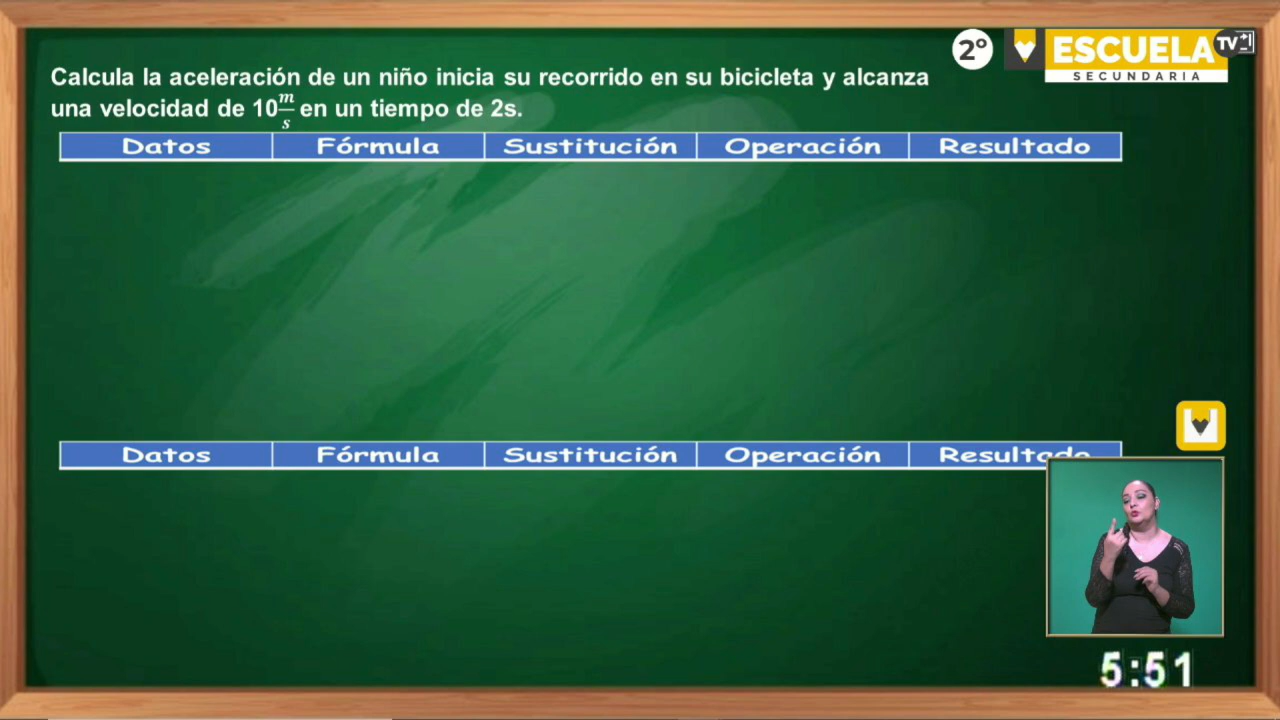 2° ESCUELA TV+
SECUNDARIA
Calcula la aceleración de un niño inicia su recorrido en su bicicleta y alcanza
una velocidad de 10 m/s en un tiempo de 2s.
Datos Fórmula Sustitución Operación Resultado
Datos Fórmula Sustitución Operación Resultado
5:51